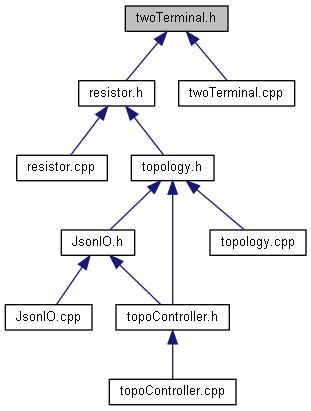 twoTerminal.h
resistor.h
twoTerminal.cpp
resistor.cpp
topology.h
JsonIO.h
topology.cpp
JsonIO.cpp
topoController.h
topoController.cpp